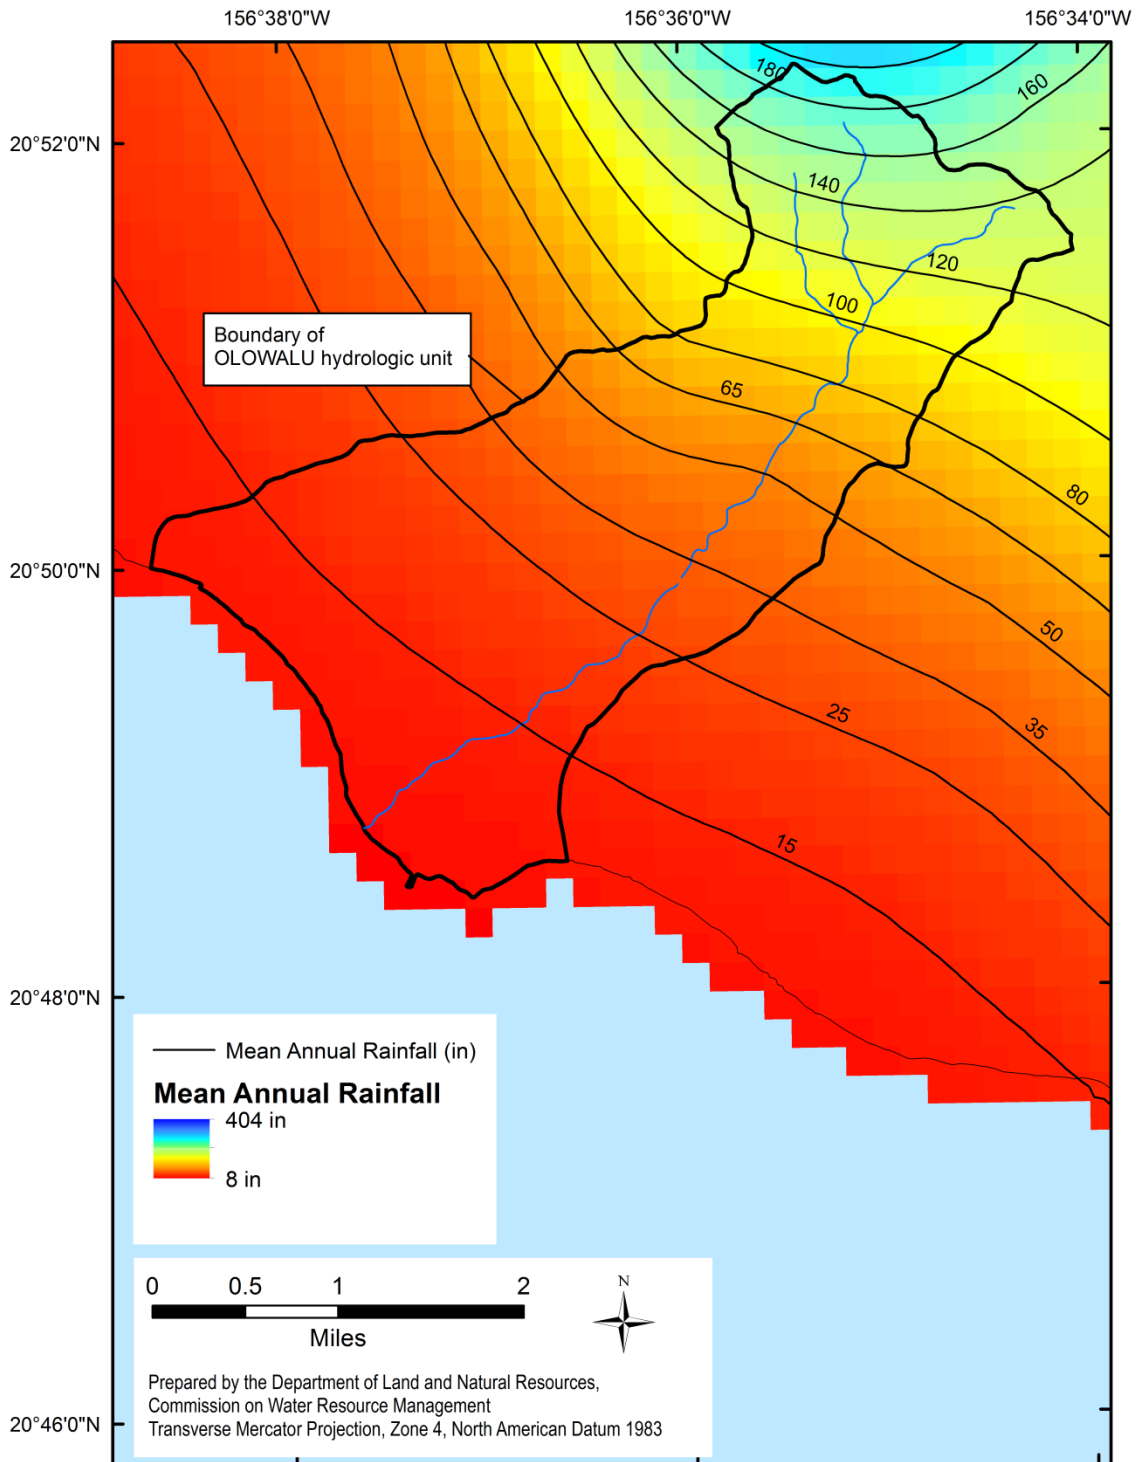 156°38'0"W 156°36'0"W 156°34'0"W
180
160
20°52'0"N
140
120
100
Boundary of
OLOWALU hydrologic unit
65
80
20°50'0"N
50
25
35
15
20°48'0"N
Mean Annual Rainfall (in)
Mean Annual Rainfall
404 in
8 in
0 0.5 1 2
Miles
N
Prepared by the Department of Land and Natural Resources,
Commission on Water Resource Management
Transverse Mercator Projection, Zone 4, North American Datum 1983
20°46'0"N